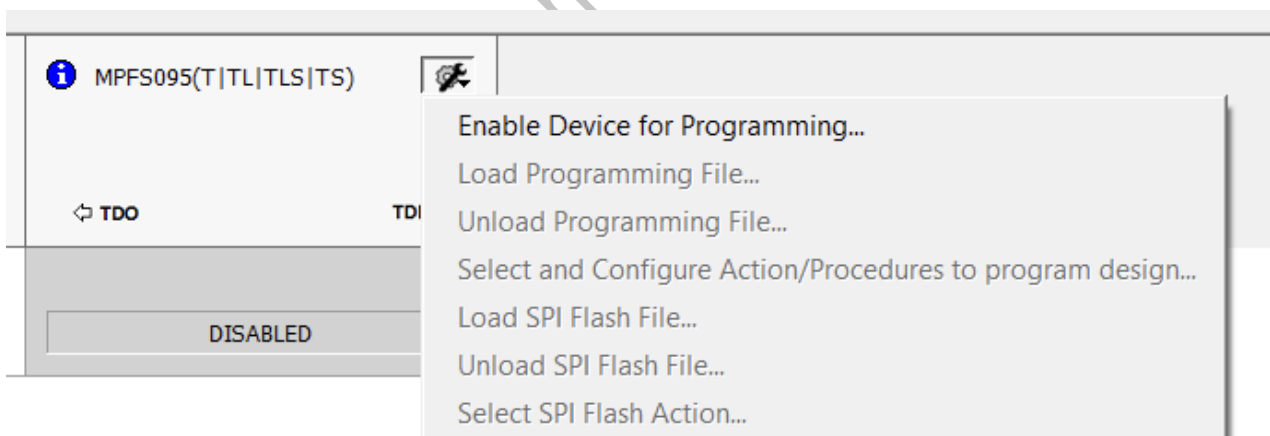 MPFS095(T|TL|TLS|TS)
Enable Device for Programming...
Load Programming File...
TDO
Unload Programming File...
Select and Configure Action/Procedures to program design...
Load SPI Flash File...
DISABLED
Unload SPI Flash File...
Select SPI Flash Action...